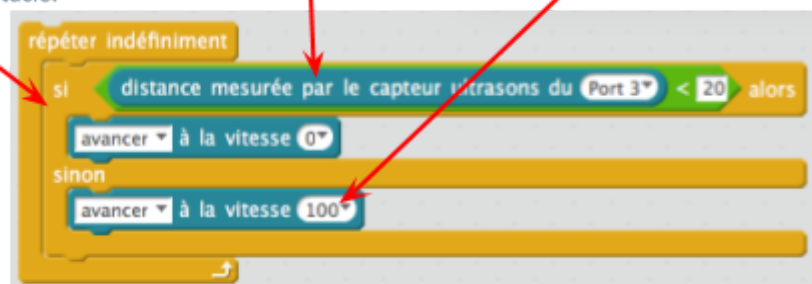 répéter indéfiniment
si distance mesurée par le capteur ultrasons du Port 3 < 20 alors
avancer à la vitesse 0
sinon
avancer à la vitesse 100